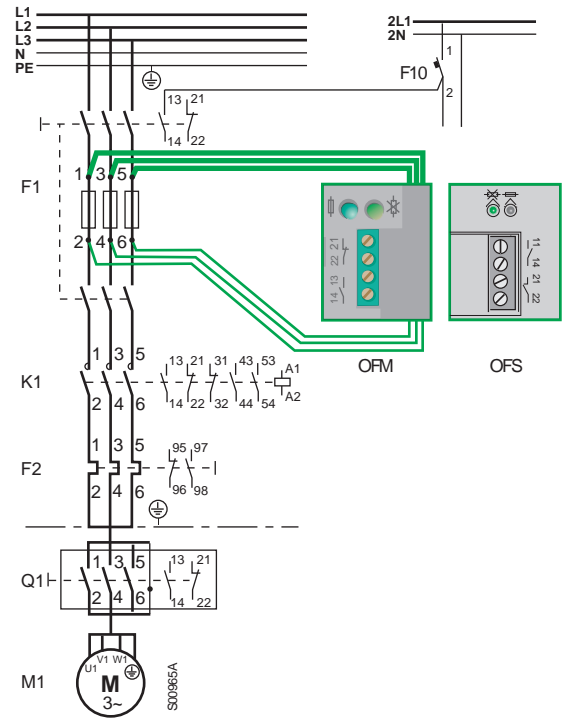 L1
L2
L3
N
PE
2L1
2N
F10
1
2
13 21
14 22
F1
1 3 5
2 4 6
21
22
13
14
11
14
21
22
OFM
OFS
K1
1 3 5
2 4 6
13 21 31 43 53
14 22 32 44 54
A1
A2
F2
1 3 5
2 4 6
95 97
96 98
Q1
1 3 5
2 4 6
13 21
14 22
M1
U1 V1 W1
M
3~
S00965A